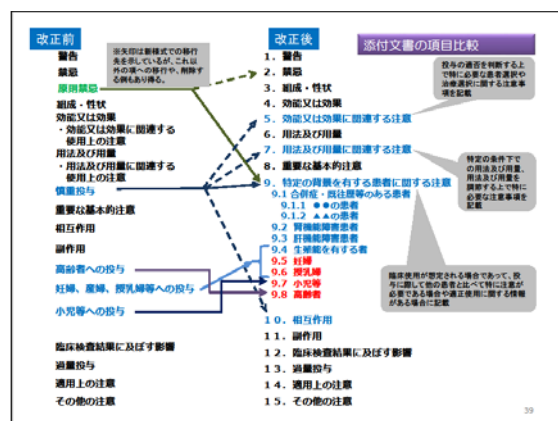 改正前
改正後
添付文書の項目比較
※矢印は新様式での移行
先を示しているが、これ以
外の項への移行や、削除す
る例もあり得る。
警告
禁忌
原則禁忌
組成・性状
効能又は効果
・効能又は効果に関連する
使用上の注意
用法及び用量
・用法及び用量に関連する
使用上の注意
慎重投与
重要な基本的注意
相互作用
副作用
高齢者への投与
妊婦、産婦、授乳婦等への投与
小児等への投与
臨床検査結果に及ぼす影響
過量投与
適用上の注意
その他の注意
1．警告
2．禁忌
3．組成・性状
4．効能又は効果
5．効能又は効果に関連する注意
6．用法及び用量
7．用法及び用量に関連する注意
8．重要な基本的注意
9．特定の背景を有する患者に関する注意
9.1 合併症・既往歴等のある患者
9.1.1 ●●の患者
9.1.2 ▲▲の患者
9.2 腎機能障害患者
9.3 肝機能障害患者
9.4 生殖能を有する者
9.5 妊婦
9.6 授乳婦
9.7 小児等
9.8 高齢者
10．相互作用
11．副作用
12．臨床検査結果に及ぼす影響
13．過量投与
14．適用上の注意
15．その他の注意
投与の適否を判断する上
で特に必要な患者選択や
治療選択に関する注意事
項を記載
特定の条件下
での用法及び用量、
用法及び用量を
調節する上で特に
必要な注意事項を
記載
臨床使用が想定される場合であって、投
与に際して他の患者と比べて特に注意が
必要である場合や適正使用に関する情報
がある場合に記載
39